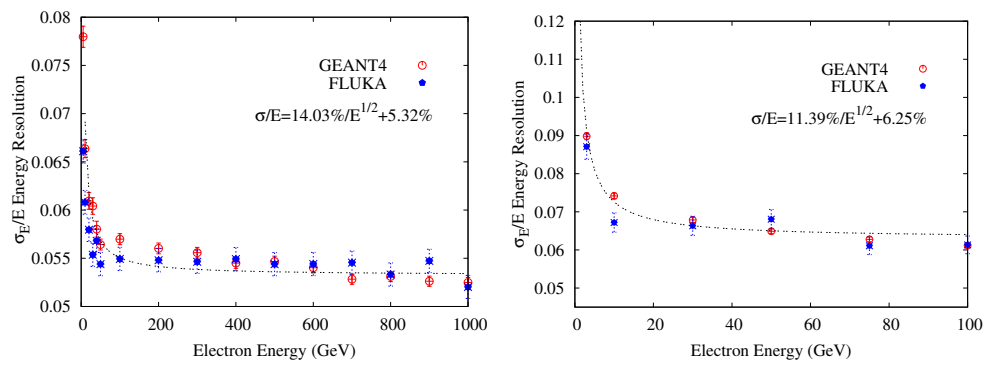 0.08
0.075
0.07
0.065
0.06
0.055
0.05
σE/E Energy Resolution
GEANT4
FLUKA
σ/E=14.03%/E^1/2+5.32%
0 200 400 600 800 1000
Electron Energy (GeV)
0.12
0.11
0.1
0.09
0.08
0.07
0.06
0.05
σE/E Energy Resolution
GEANT4
FLUKA
σ/E=11.39%/E^1/2+6.25%
0 20 40 60 80 100
Electron Energy (GeV)